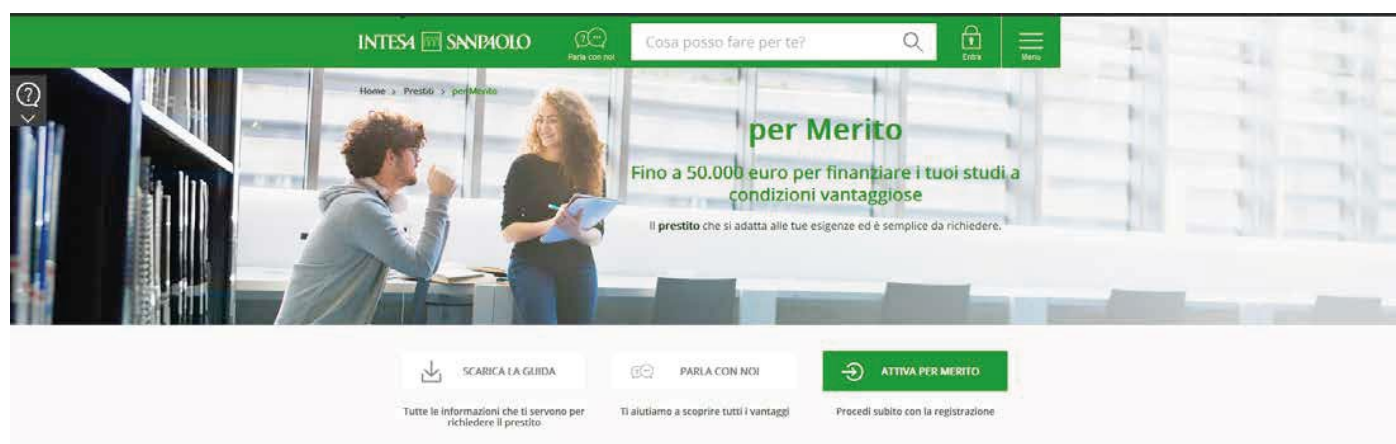 INTESA SANPAOLO
Parla con noi
Cosa posso fare per te?
Entra
Menu
Home > Prestiti > per Merito
per Merito
Fino a 50.000 euro per finanziare i tuoi studi a
condizioni vantaggiose
Il prestito che si adatta alle tue esigenze ed è semplice da richiedere.
SCARICA LA GUIDA
Tutte le informazioni che ti servono per
richiedere il prestito
PARLA CON NOI
Ti aiutiamo a scoprire tutti i vantaggi
ATTIVA PER MERITO
Procedi subito con la registrazione